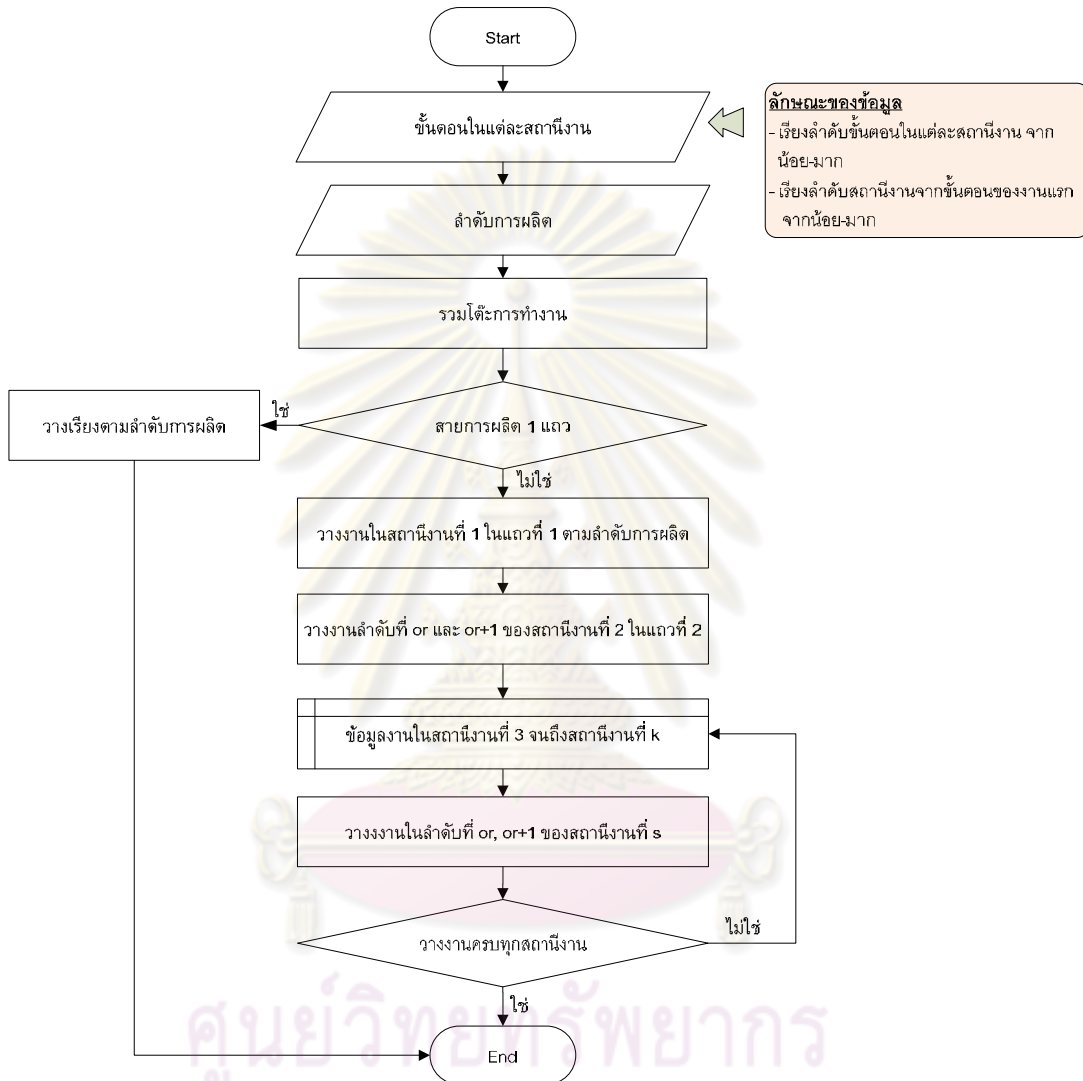 Start
ขั้นตอนในแต่ละสถานีงาน
ลักษณะของข้อมูล
- เรียงลำดับขั้นตอนในแต่ละสถานีงาน จาก
น้อย-มาก
- เรียงลำดับสถานีงานจากขั้นตอนของงานแรก
จากน้อย-มาก
ลำดับการผลิต
รวมโต๊ะการทำงาน
สายการผลิต 1 แถว
ใช่
วางเรียงตามลำดับการผลิต
ไม่ใช่
วางงานในสถานีงานที่ 1 ในแถวที่ 1 ตามลำดับการผลิต
วางงานลำดับที่ or และ or+1 ของสถานีงานที่ 2 ในแถวที่ 2
ข้อมูลงานในสถานีงานที่ 3 จนถึงสถานีงานที่ k
วางงงานในลำดับที่ or, or+1 ของสถานีงานที่ s
วางงานครบทุกสถานีงาน
ไม่ใช่
ใช่
ศูนย์วิทยทรัพยากร
End